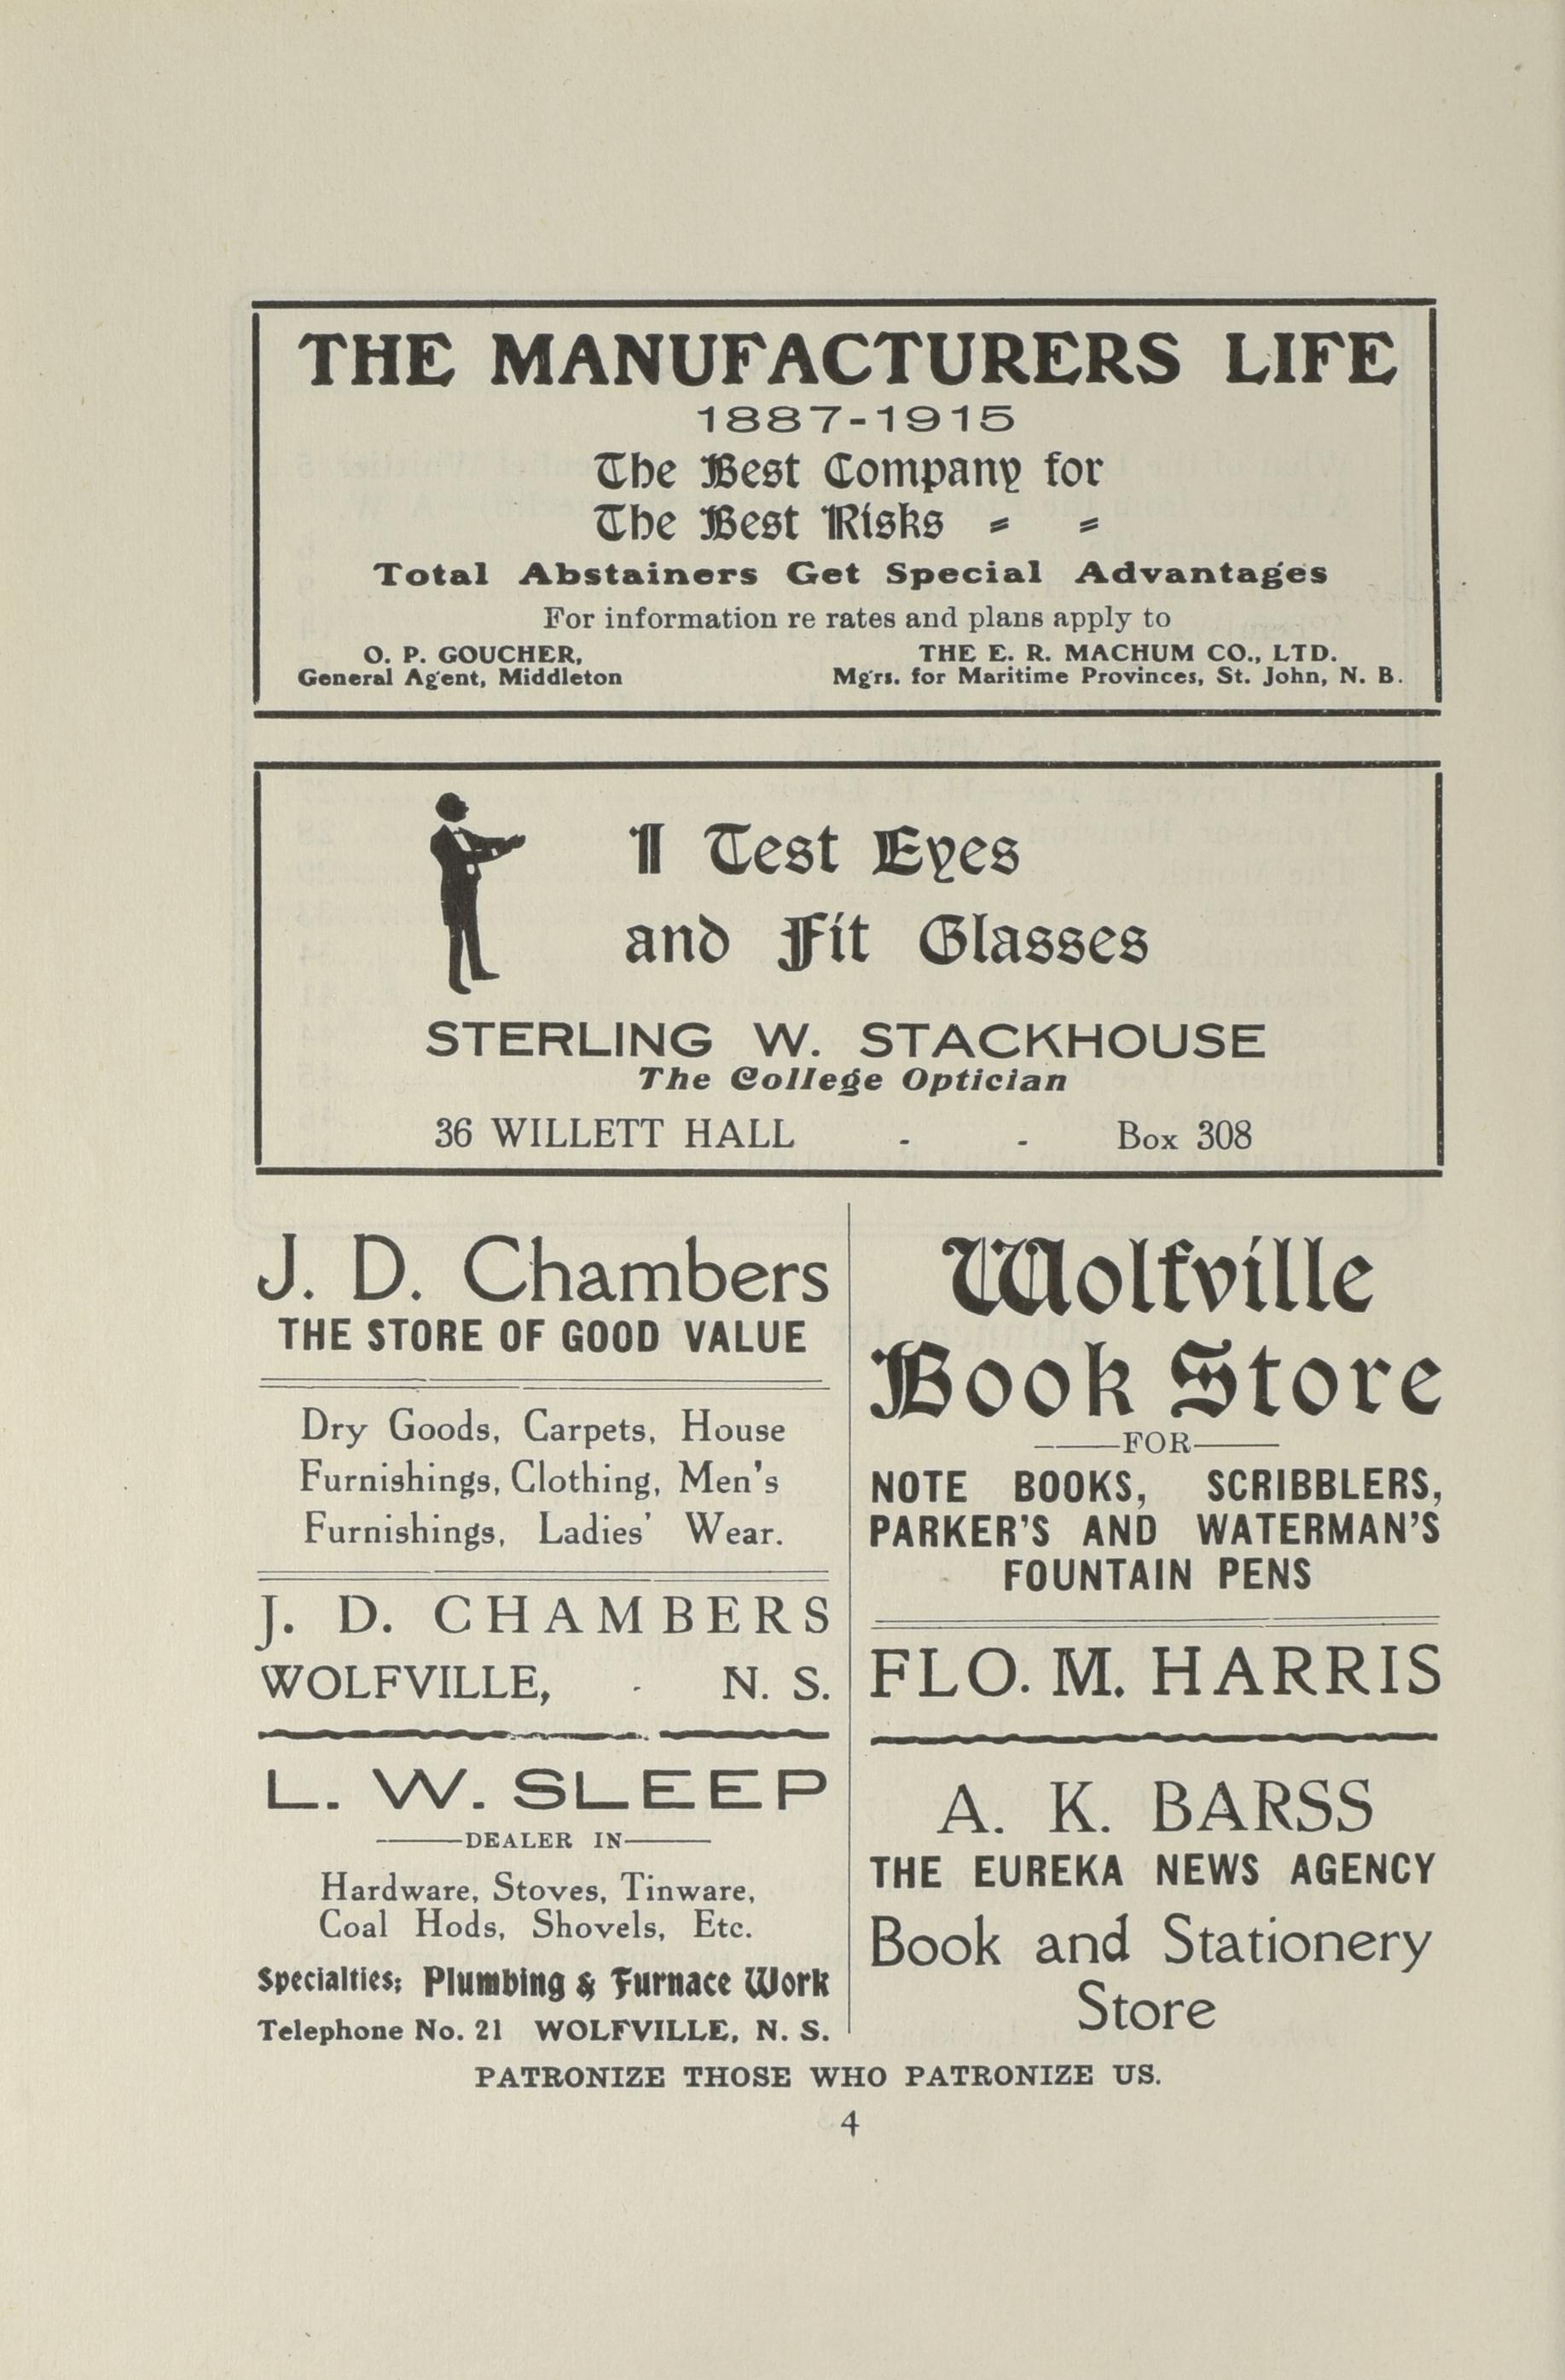 THE MANUFACTURERS LIFE
1887-1915
The Best Company for
The Best Risks = =
Total Abstainers Get Special Advantages
For information re rates and plans apply to
O. P. GOUCHER,
General Agent, Middleton
THE E. R. MACHUM CO., LTD.
Mgrs. for Maritime Provinces, St. John, N. B.
I Test Eyes
and Fit Glasses
STERLING W. STACKHOUSE
The College Optician
36 WILLETT HALL - - Box 308
J. D. Chambers
THE STORE OF GOOD VALUE
Dry Goods, Carpets, House
Furnishings, Clothing, Men's
Furnishings, Ladies' Wear.
J. D. CHAMBERS
WOLFVILLE, - N. S.
L. W. SLEEP
DEALER IN
Hardware, Stoves, Tinware,
Coal Hods, Shovels, Etc.
Specialties: Plumbing & Furnace Work
Telephone No. 21 WOLFVILLE, N. S.
Wolfville
Book Store
FOR
NOTE BOOKS, SCRIBBLERS,
PARKER'S AND WATERMAN'S
FOUNTAIN PENS
FLO. M. HARRIS
A. K. BARSS
THE EUREKA NEWS AGENCY
Book and Stationery
Store
PATRONIZE THOSE WHO PATRONIZE US.
4